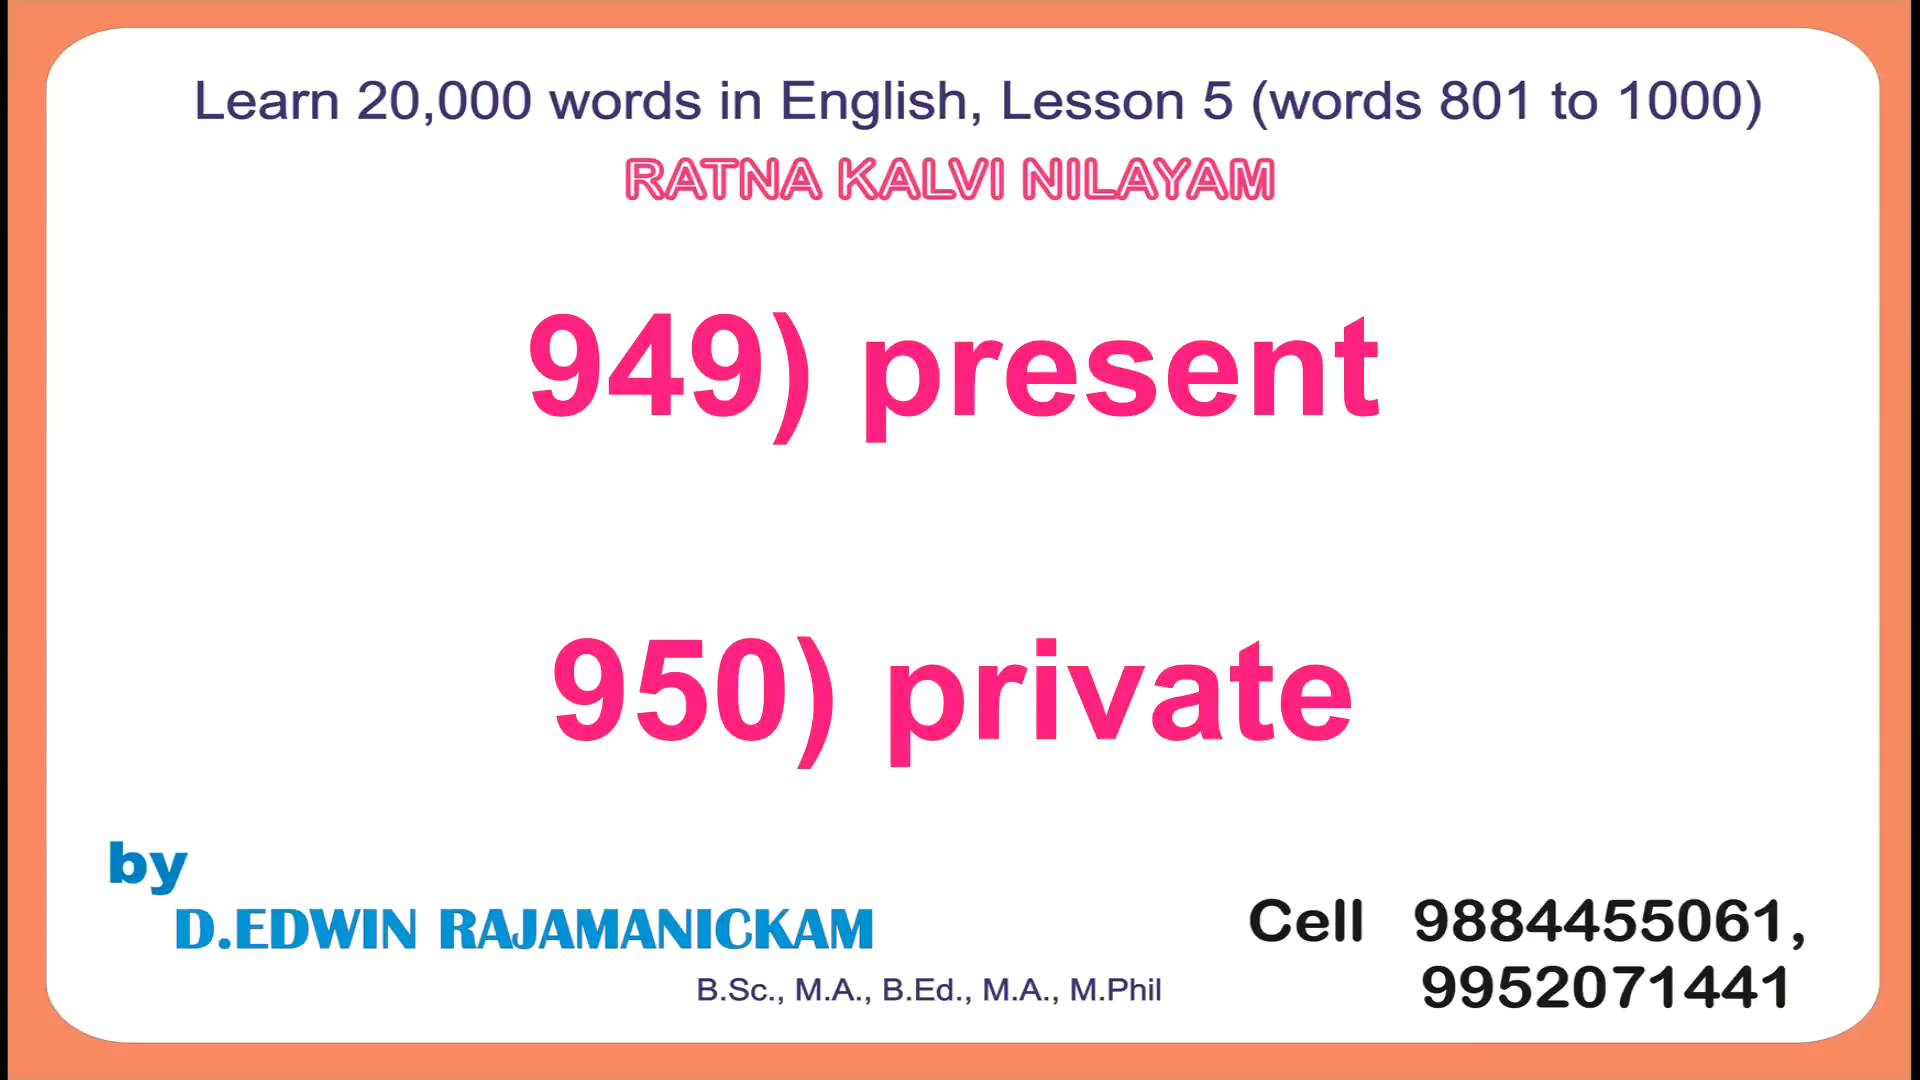 Learn 20,000 words in English, Lesson 5 (words 801 to 1000)
RATNA KALVI NILAYAM
949) present
950) private
by
D.EDWIN RAJAMANICKAM
B.Sc., M.A., B.Ed., M.A., M.Phil
Cell 9884455061,
9952071441